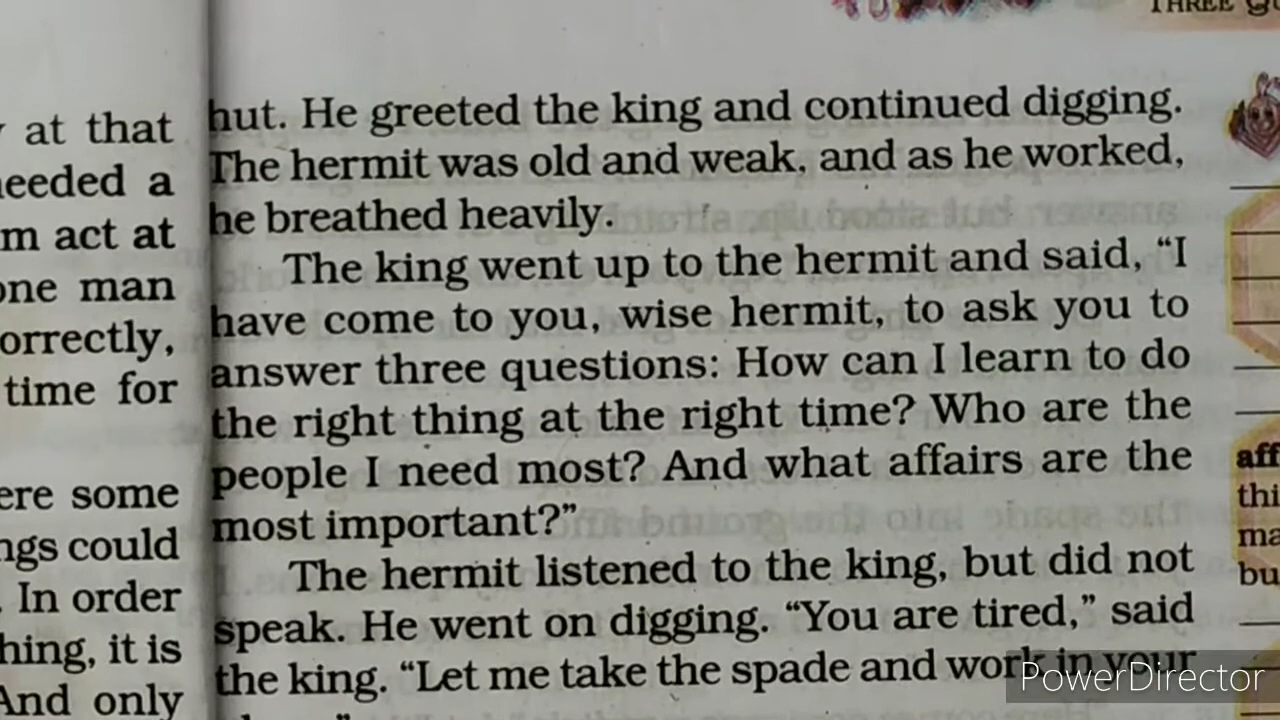 THREE
y at that
needed a
m act at
one man
orrectly,
time for
ere some
ngs could
. In order
hing, it is
And only
hut. He greeted the king and continued digging.
The hermit was old and weak, and as he worked,
he breathed heavily.
The king went up to the hermit and said, “I
have come to you, wise hermit, to ask you to
answer three questions: How can I learn to do
the right thing at the right time? Who are the
people I need most? And what affairs are the
most important?”
The hermit listened to the king, but did not
speak. He went on digging. “You are tired,” said
the king. “Let me take the spade and work in your
aff
thi
ma
bu
PowerDirector